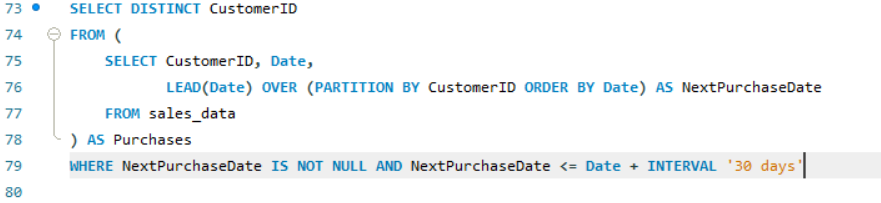 73 SELECT DISTINCT CustomerID
74 FROM (
75 SELECT CustomerID, Date,
76 LEAD(Date) OVER (PARTITION BY CustomerID ORDER BY Date) AS NextPurchaseDate
77 FROM sales_data
78 ) AS Purchases
79 WHERE NextPurchaseDate IS NOT NULL AND NextPurchaseDate <= Date + INTERVAL '30 days'
80